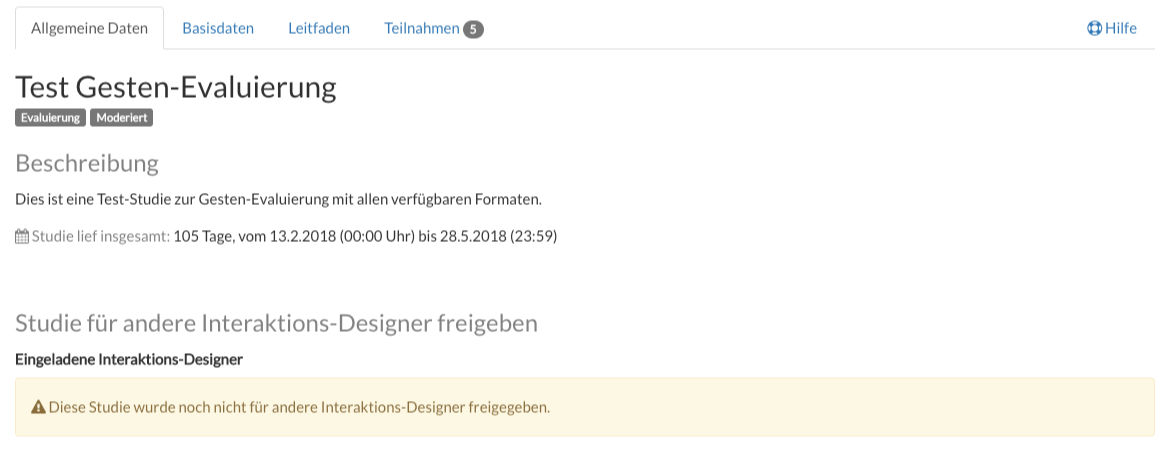 Allgemeine Daten Basisdaten Leitfaden Teilnahmen 5 Hilfe
Test Gesten-Evaluierung
Evaluierung Moderiert
Beschreibung
Dies ist eine Test-Studie zur Gesten-Evaluierung mit allen verfügbaren Formaten.
Studie lief insgesamt: 105 Tage, vom 13.2.2018 (00:00 Uhr) bis 28.5.2018 (23:59)
Studie für andere Interaktions-Designer freigeben
Eingeladene Interaktions-Designer
Diese Studie wurde noch nicht für andere Interaktions-Designer freigegeben.